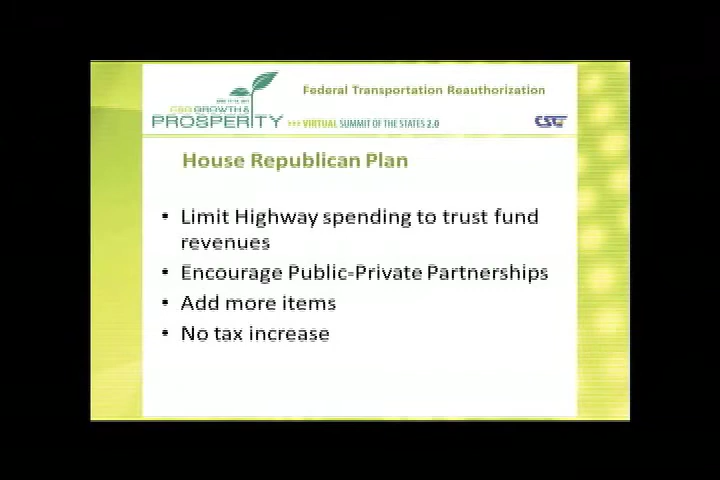 Federal Transportation Reauthorization
CSG GROWTH &
PROSPERITY >>> VIRTUAL SUMMIT OF THE STATES 2.0
CSG
House Republican Plan
• Limit Highway spending to trust fund
revenues
• Encourage Public-Private Partnerships
• Add more items
• No tax increase